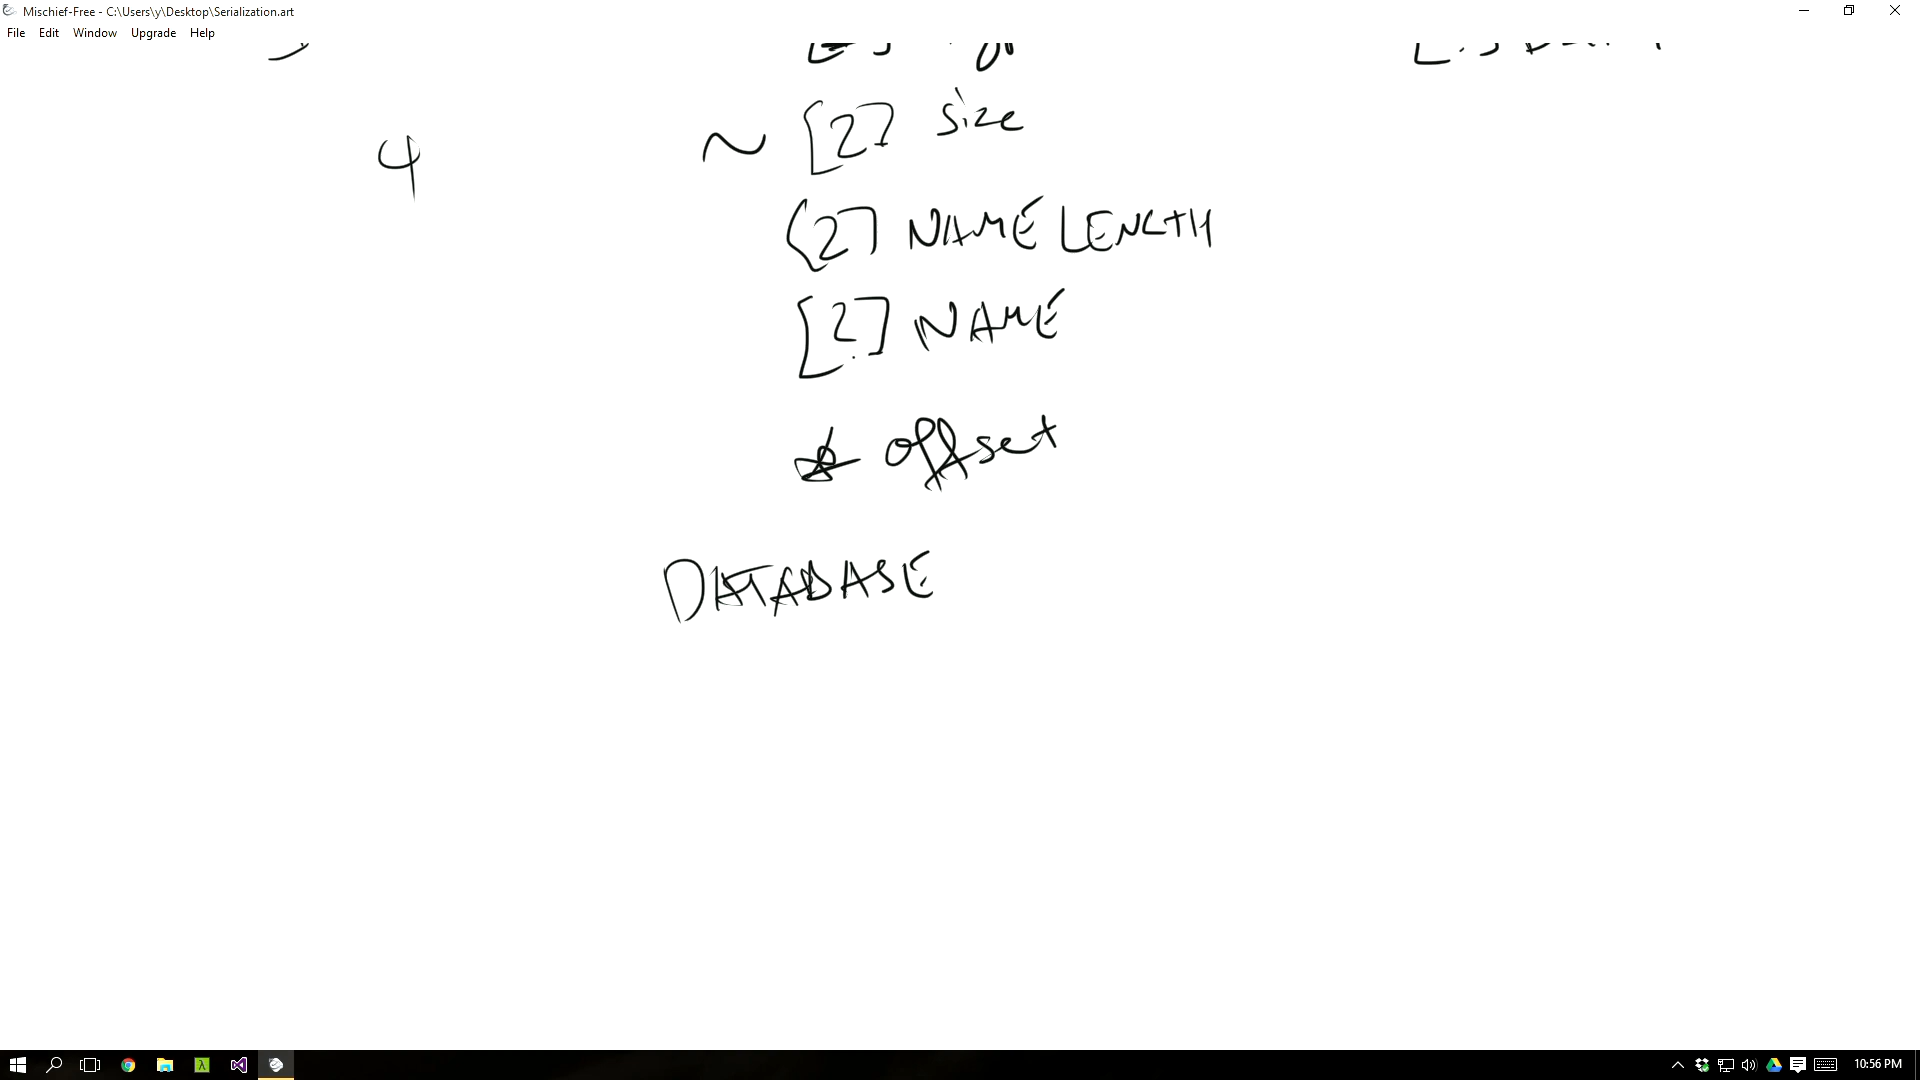 Mischief-Free - C:\Users\y\Desktop\Serialization.art
File Edit Window Upgrade Help
4 ~ [2] size
[2] NAME LENGTH
[?] NAME
offset
DATABASE
10:56 PM